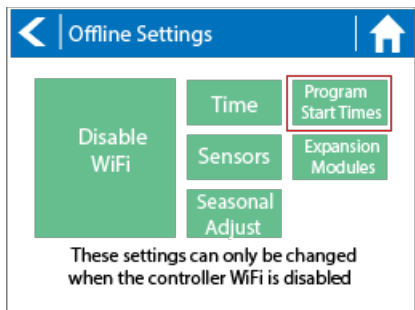 Offline Settings
Disable
WiFi
Time
Program
Start Times
Sensors
Expansion
Modules
Seasonal
Adjust
These settings can only be changed
when the controller WiFi is disabled